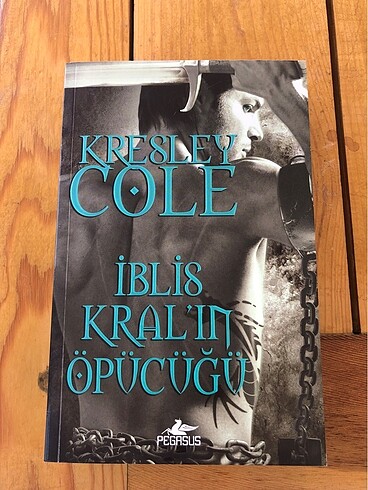 KRESLEY
COLE
İBLİS
KRAL'IN
ÖPÜCÜĞÜ
PEGASUS